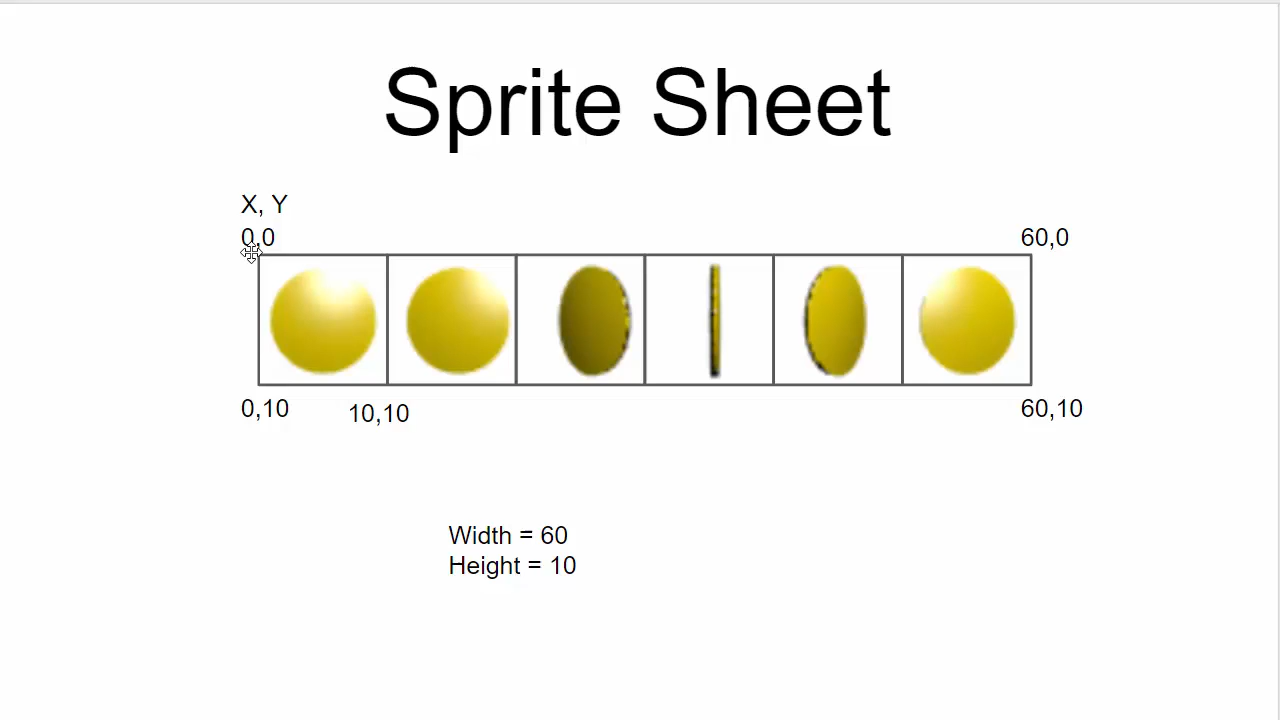 Sprite Sheet
X, Y
0,0
60,0
0,10
10,10
60,10
Width = 60
Height = 10